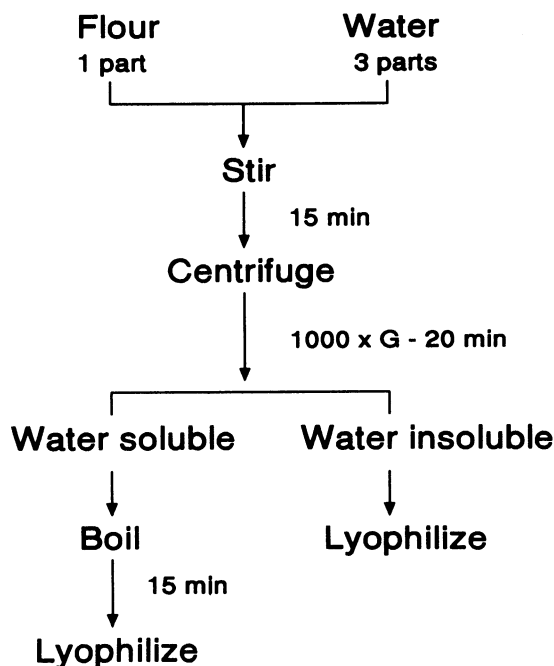 Flour Water
1 part 3 parts
Stir
15 min
Centrifuge
1000 x G - 20 min
Water soluble Water insoluble
Boil Lyophilize
15 min
Lyophilize